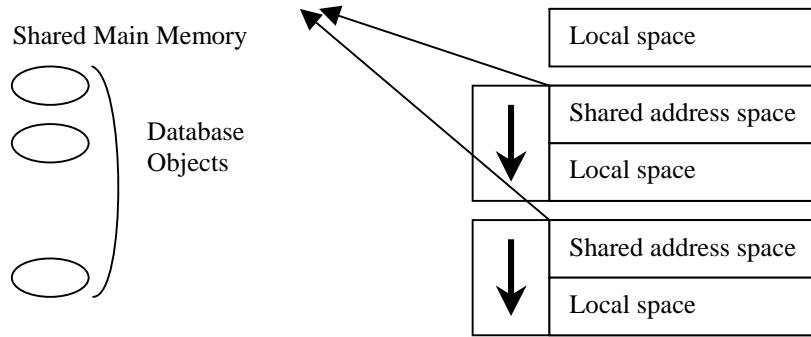 Shared Main Memory
Database
Objects
Local space
Shared address space
Local space
Shared address space
Local space